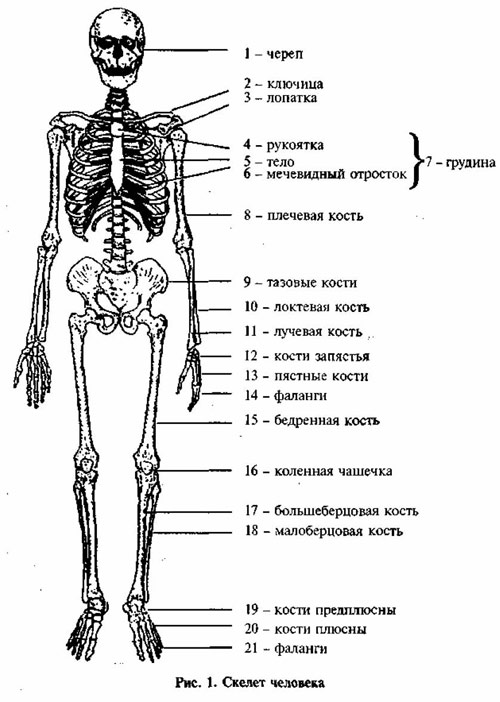 1 – череп
2 – ключица
3 – лопатка
4 – рукоятка
5 – тело
6 – мечевидный отросток
7 – грудина
8 – плечевая кость
9 – тазовые кости
10 – локтевая кость
11 – лучевая кость
12 – кости запястья
13 – пястные кости
14 – фаланги
15 – бедренная кость
16 – коленная чашечка
17 – большеберцовая кость
18 – малоберцовая кость
19 – кости предплюсны
20 – кости плюсны
21 – фаланги
Рис. 1. Скелет человека